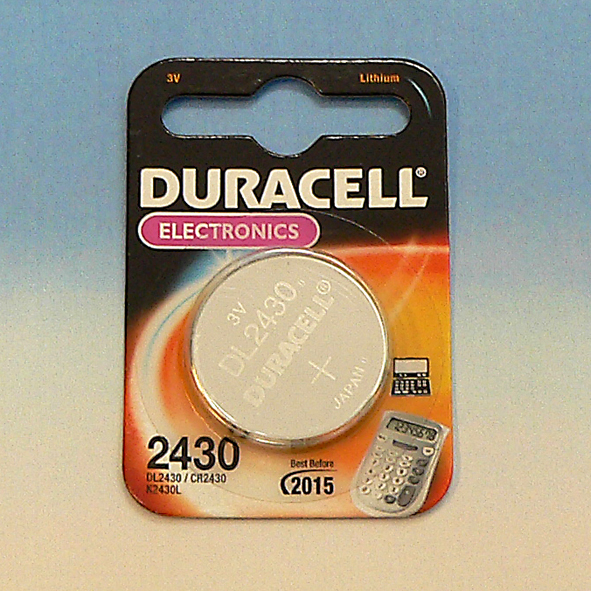 3V Lithium
DURACELL®
ELECTRONICS
3V
DL2430
DURACELL®
+
JAPAN
2430
DL2430 / CR2430
K2430L
Best Before
2015